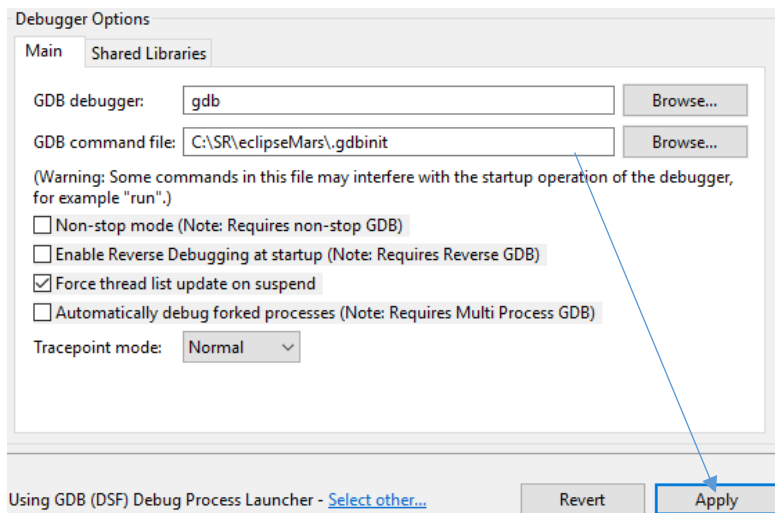 Debugger Options
Main
Shared Libraries
GDB debugger:
gdb
Browse...
GDB command file:
C:\SR\eclipseMars\.gdbinit
Browse...
(Warning: Some commands in this file may interfere with the startup operation of the debugger,
for example "run".)
Non-stop mode (Note: Requires non-stop GDB)
Enable Reverse Debugging at startup (Note: Requires Reverse GDB)
Force thread list update on suspend
Automatically debug forked processes (Note: Requires Multi Process GDB)
Tracepoint mode:
Normal
Using GDB (DSF) Debug Process Launcher - Select other...
Revert
Apply